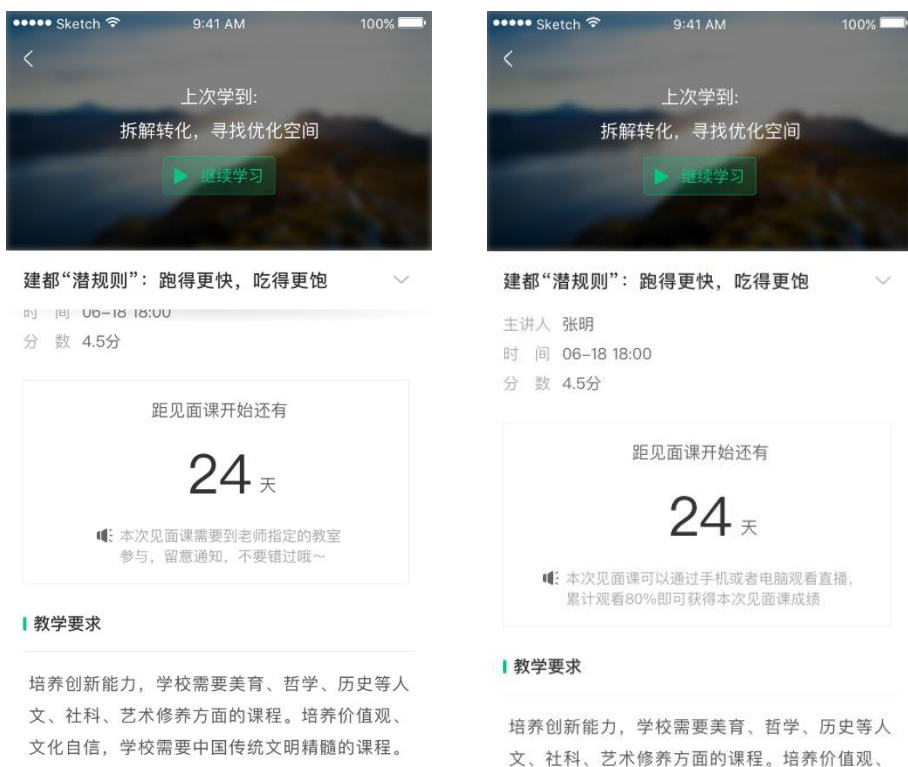 ●●●●● Sketch 9:41 AM 100%
上次学到:
拆解转化，寻找优化空间
继续学习
建都“潜规则”：跑得更快，吃得更饱
时 间 06-18 18:00
分 数 4.5分
距见面课开始还有
24 天
本次见面课需要到老师指定的教室
参与，留意通知，不要错过哦～
教学要求
培养创新能力，学校需要美育、哲学、历史等人
文、社科、艺术修养方面的课程。培养价值观、
文化自信，学校需要中国传统文明精髓的课程。
●●●●● Sketch 9:41 AM 100%
上次学到:
拆解转化，寻找优化空间
继续学习
建都“潜规则”：跑得更快，吃得更饱
主讲人 张明
时 间 06-18 18:00
分 数 4.5分
距见面课开始还有
24 天
本次见面课可以通过手机或者电脑观看直播，
累计观看80%即可获得本次见面课成绩
教学要求
培养创新能力，学校需要美育、哲学、历史等人
文、社科、艺术修养方面的课程。培养价值观、